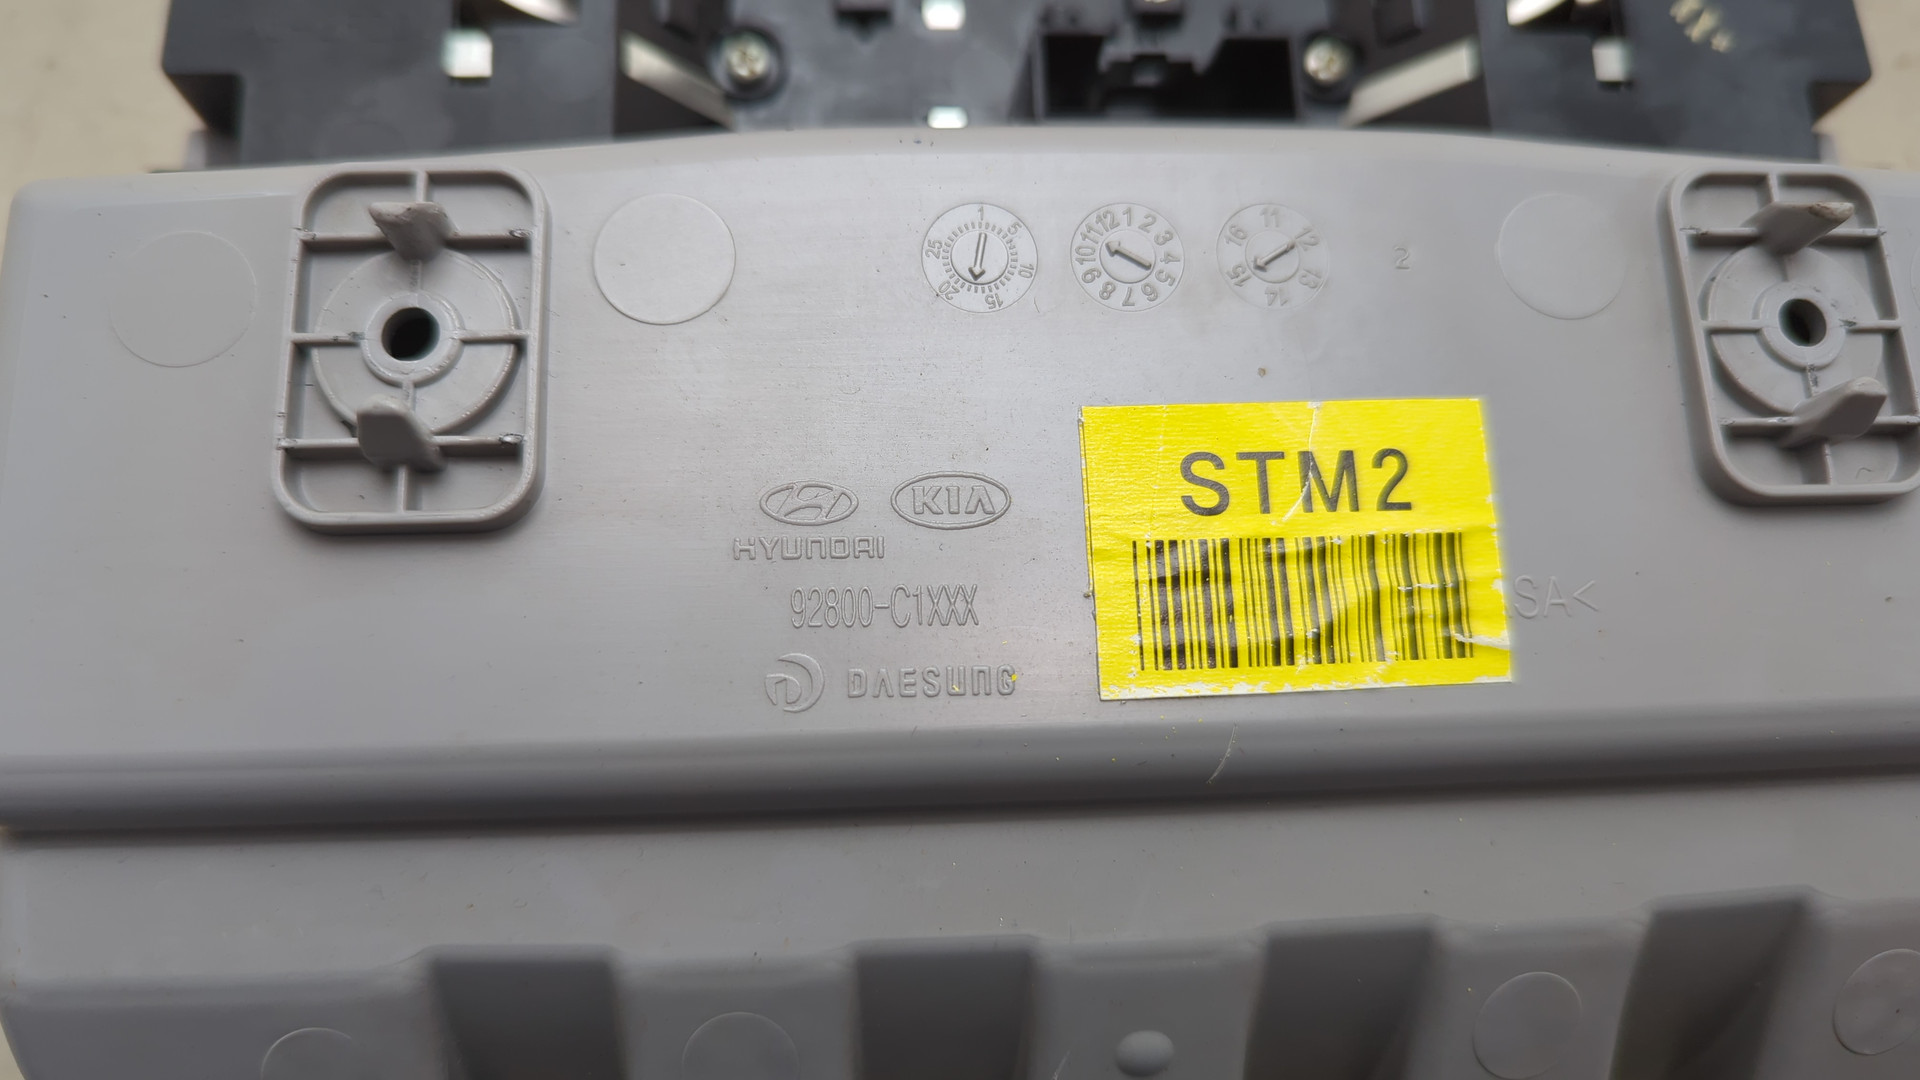 1 5 10 15 20 25
1 2 3 4 5 6 7 8 9 10 11 12
11 12 13 14 15 16
2
STM2
KIA
HYUNDAI
92800-C1XXX
SA<
DAESUNG